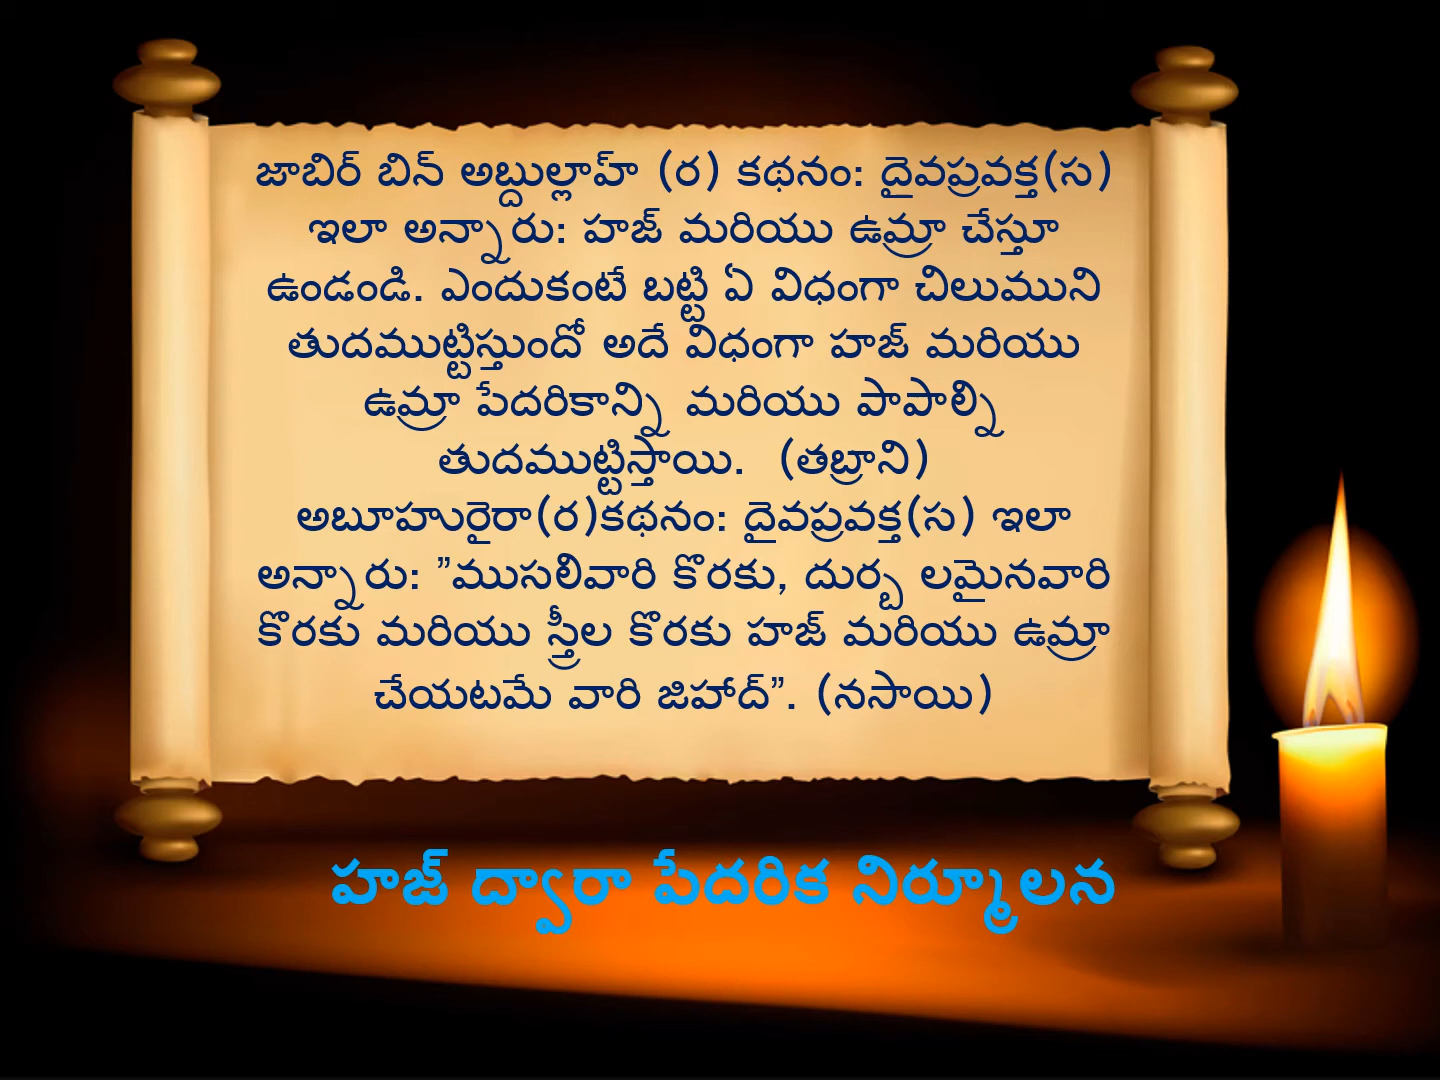 జాబిర్ బిన్ అబ్దుల్లాహ్ (ర) కథనం: దైవప్రవక్త(స)
ఇలా అన్నారు: హజ్ మరియు ఉమ్రా చేస్తూ
ఉండండి. ఎందుకంటే బట్టి ఏ విధంగా చిలుముని
తుదముట్టిస్తుందో అదే విధంగా హజ్ మరియు
ఉమ్రా పేదరికాన్ని మరియు పాపాల్ని
తుదముట్టిస్తాయి. (తబ్రాని)
అబూహురైరా(ర)కథనం: దైవప్రవక్త(స) ఇలా
అన్నారు: ”ముసలివారి కొరకు, దుర్బ లమైనవారి
కొరకు మరియు స్త్రీల కొరకు హజ్ మరియు ఉమ్రా
చేయటమే వారి జిహాద్”. (నసాయి)
హజ్ ద్వారా పేదరిక నిర్మూలన